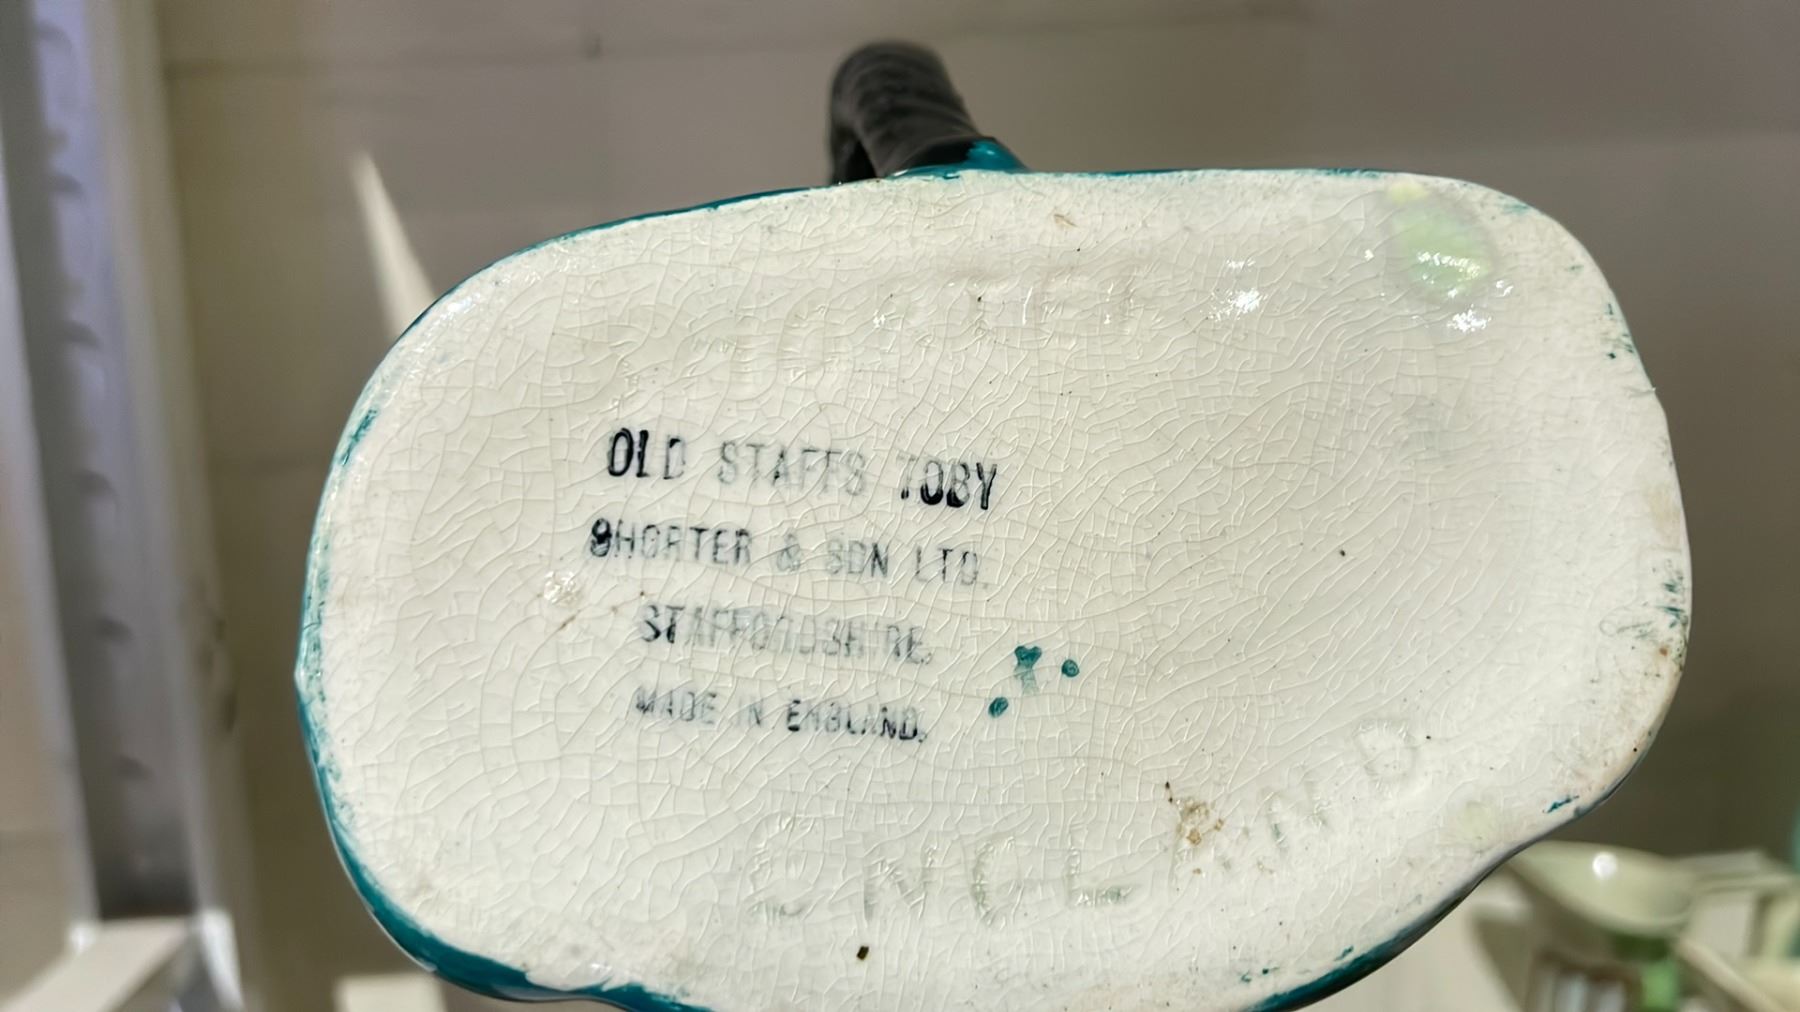 OLD STAFFS TOBY
SHORTER & SON LTD.
STAFFORDSHIRE.
MADE IN ENGLAND.
ENGLAND